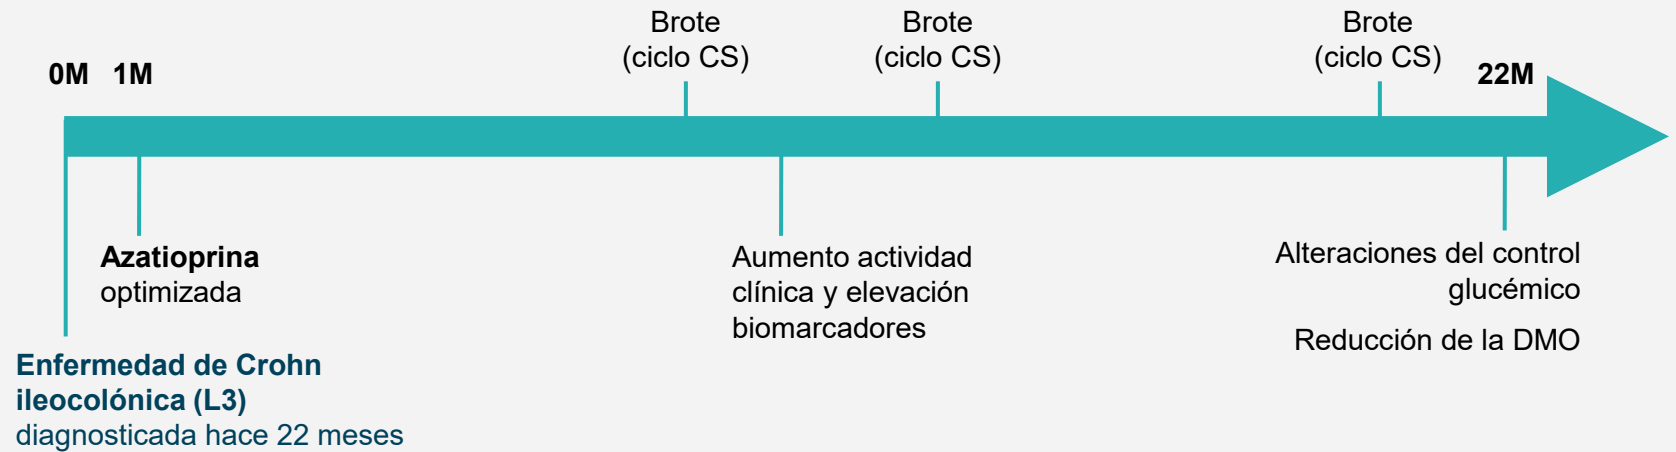 Brote
(ciclo CS)
Brote
(ciclo CS)
Brote
(ciclo CS)
0M
1M
22M
Azatioprina
optimizada
Aumento actividad
clínica y elevación
biomarcadores
Alteraciones del control
glucémico
Reducción de la DMO
Enfermedad de Crohn
ileocolónica (L3)
diagnosticada hace 22 meses